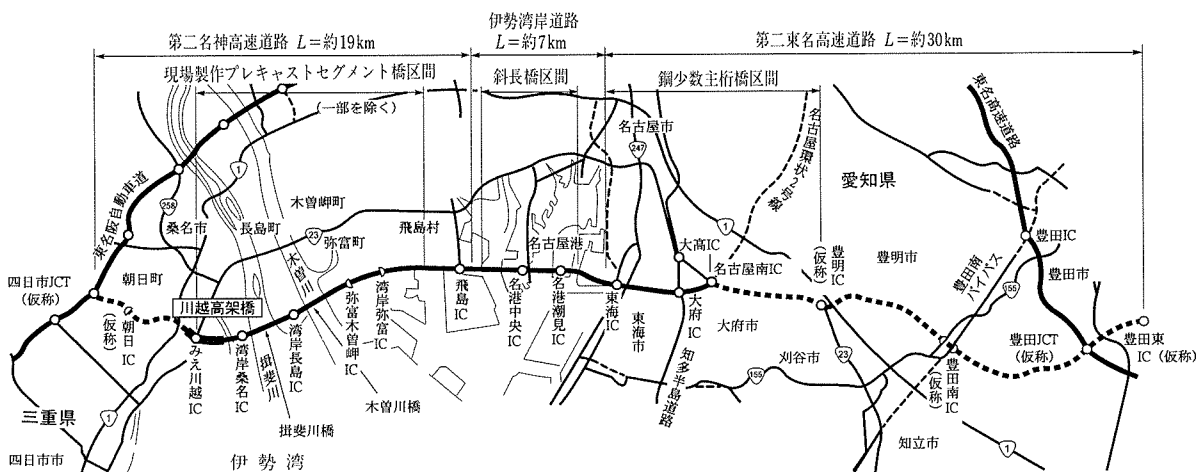 伊勢湾岸道路
第二名神高速道路 L=約19km
L=約7km
第二東名高速道路 L=約30km
現場製作プレキャストセグメント橋区間
(一部を除く)
斜長橋区間
鋼少数主桁橋区間
東名阪自動車道
1
258
桑名市
長島町
木曽岬町
23
弥富町
木曽川
飛島村
名古屋市
247
名古屋港
1
名古屋環状2号線
愛知県
東名高速道路
四日市JCT
(仮称)
朝日町
朝日IC
(仮称)
川越高架橋
みえ川越IC
湾岸桑名IC
揖斐川
湾岸長島IC
弥富木曽岬IC
湾岸弥富IC
飛島IC
名港中央IC
名港潮見IC
東海IC
東海市
大高IC
名古屋南IC
大府IC
知多半島道路
大府市
155
豊明IC
(仮称)
豊明市
刈谷市
23
豊田南バイパス
豊田IC
豊田市
155
豊田南IC
(仮称)
豊田JCT
(仮称)
豊田東
IC(仮称)
知立市
1
木曽川橋
揖斐川橋
三重県
1
四日市市
伊勢湾